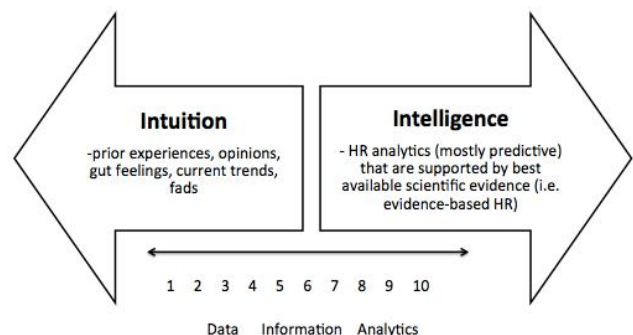 Intuition
-prior experiences, opinions,
gut feelings, current trends,
fads
Intelligence
- HR analytics (mostly predictive)
that are supported by best
available scientific evidence (i.e.
evidence-based HR)
1 2 3 4 5 6 7 8 9 10
Data Information Analytics